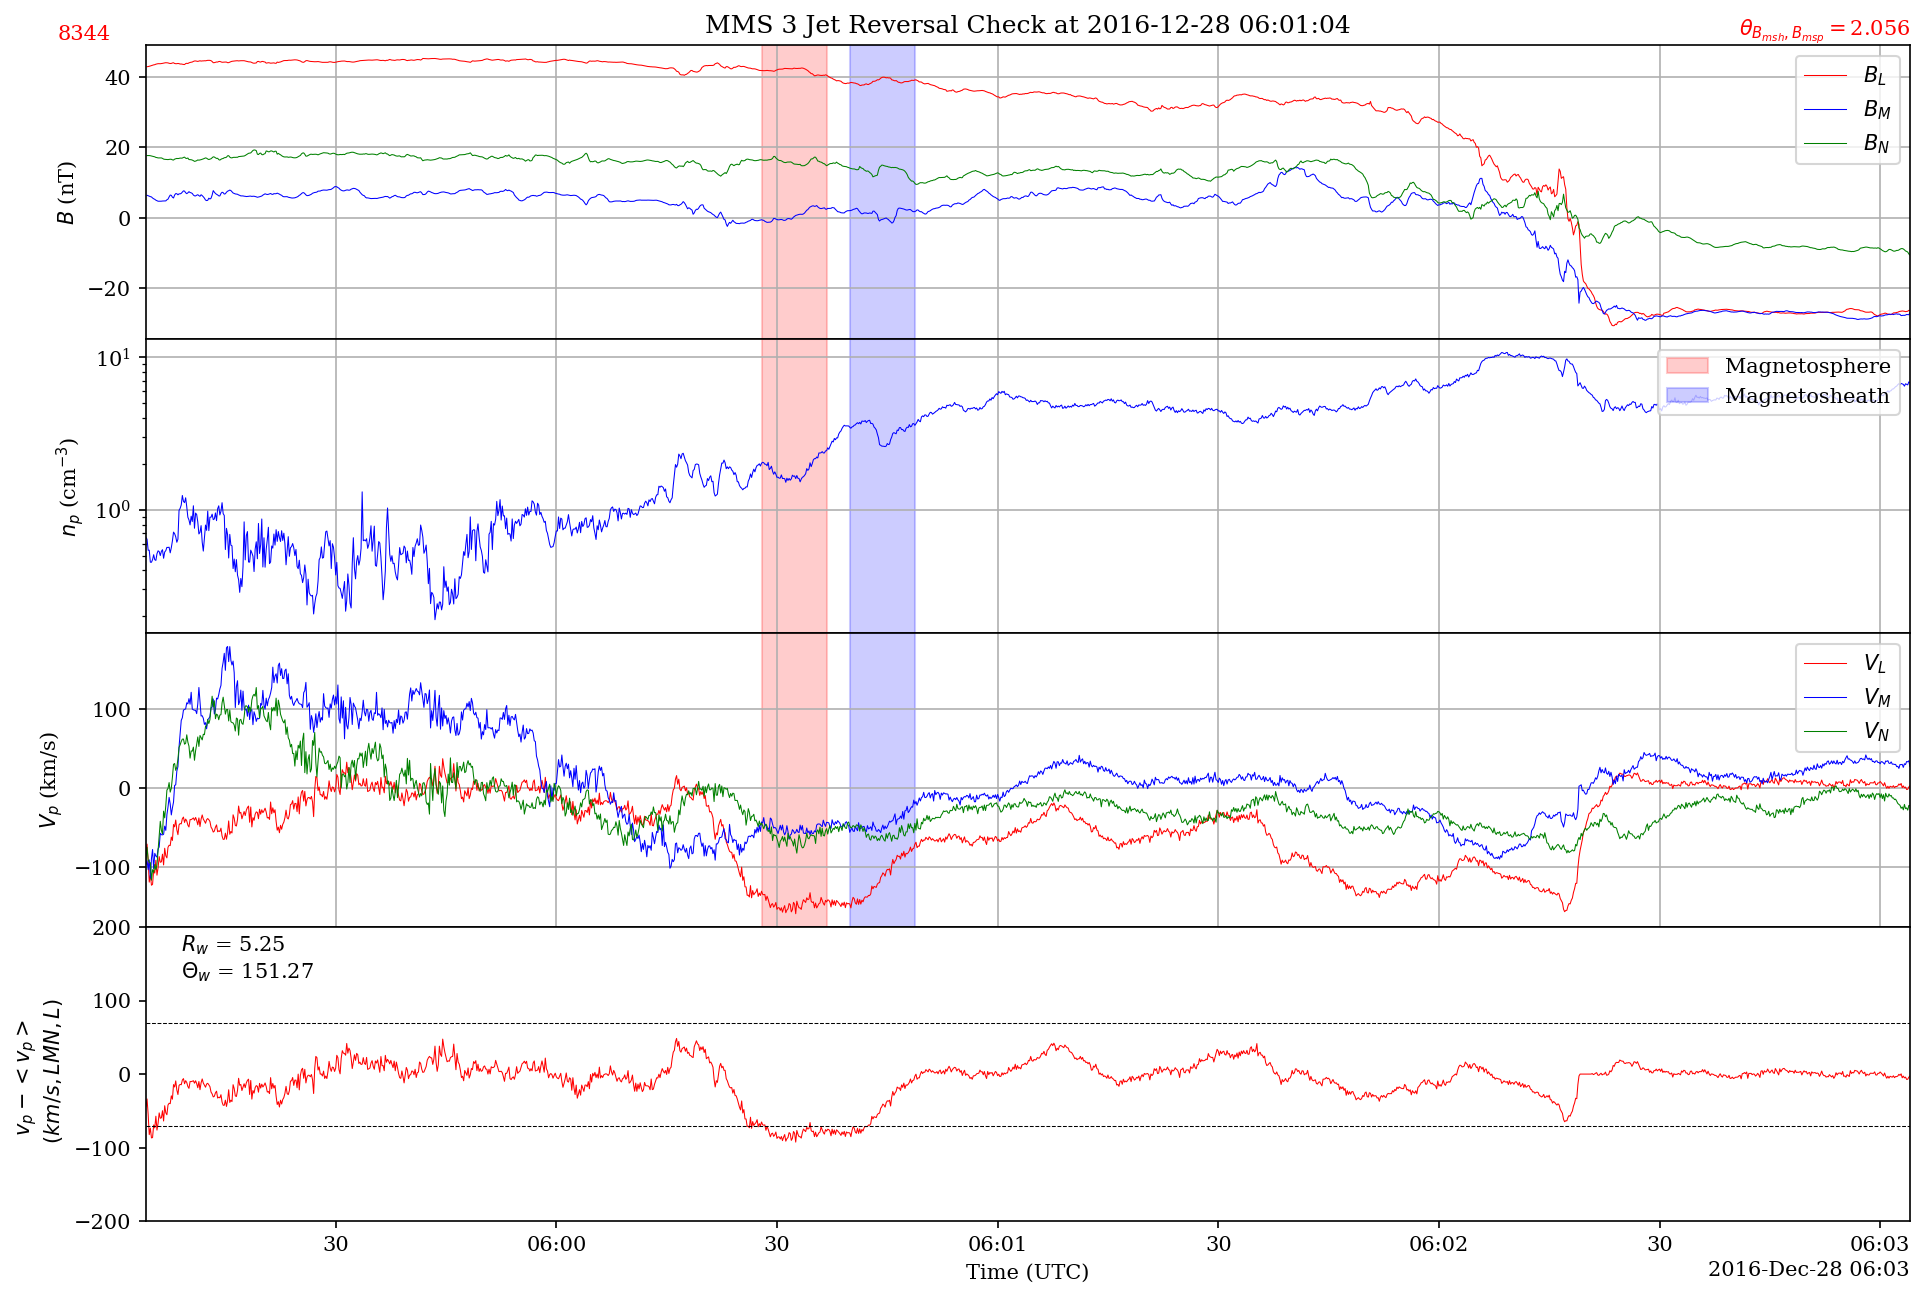 MMS 3 Jet Reversal Check at 2016-12-28 06:01:04
8344
θ_{B_{msh}, B_{msp}} = 2.056
B (nT)
40
20
0
−20
B_L
B_M
B_N
n_p (cm^{−3})
10^1
10^0
Magnetosphere
Magnetosheath
V_p (km/s)
100
0
−100
V_L
V_M
V_N
v_p − < v_p >
(km/s, LMN, L)
200
100
0
−100
−200
R_w = 5.25
Θ_w = 151.27
30
06:00
30
06:01
30
06:02
30
06:03
Time (UTC)
2016-Dec-28 06:03